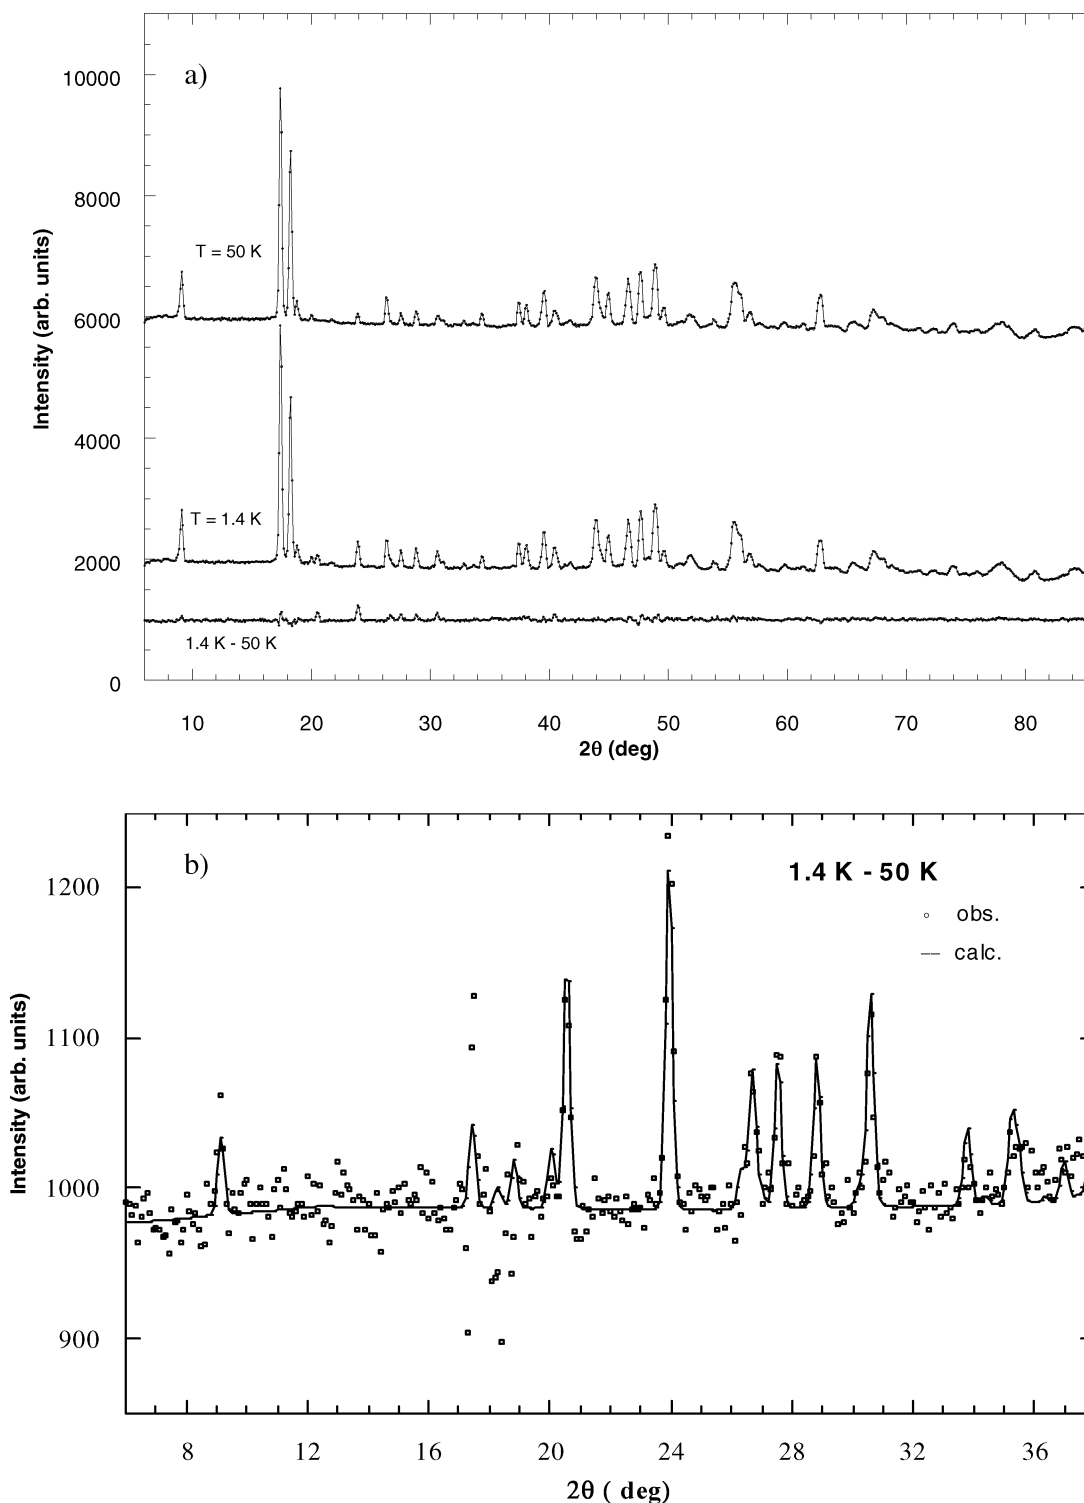 a)
10000
8000
6000
4000
2000
0
Intensity (arb. units)
T = 50 K
T = 1.4 K
1.4 K - 50 K
10 20 30 40 50 60 70 80
2θ (deg)
b)
1.4 K - 50 K
obs.
calc.
1200
1100
1000
900
Intensity (arb. units)
8 12 16 20 24 28 32 36
2θ ( deg)